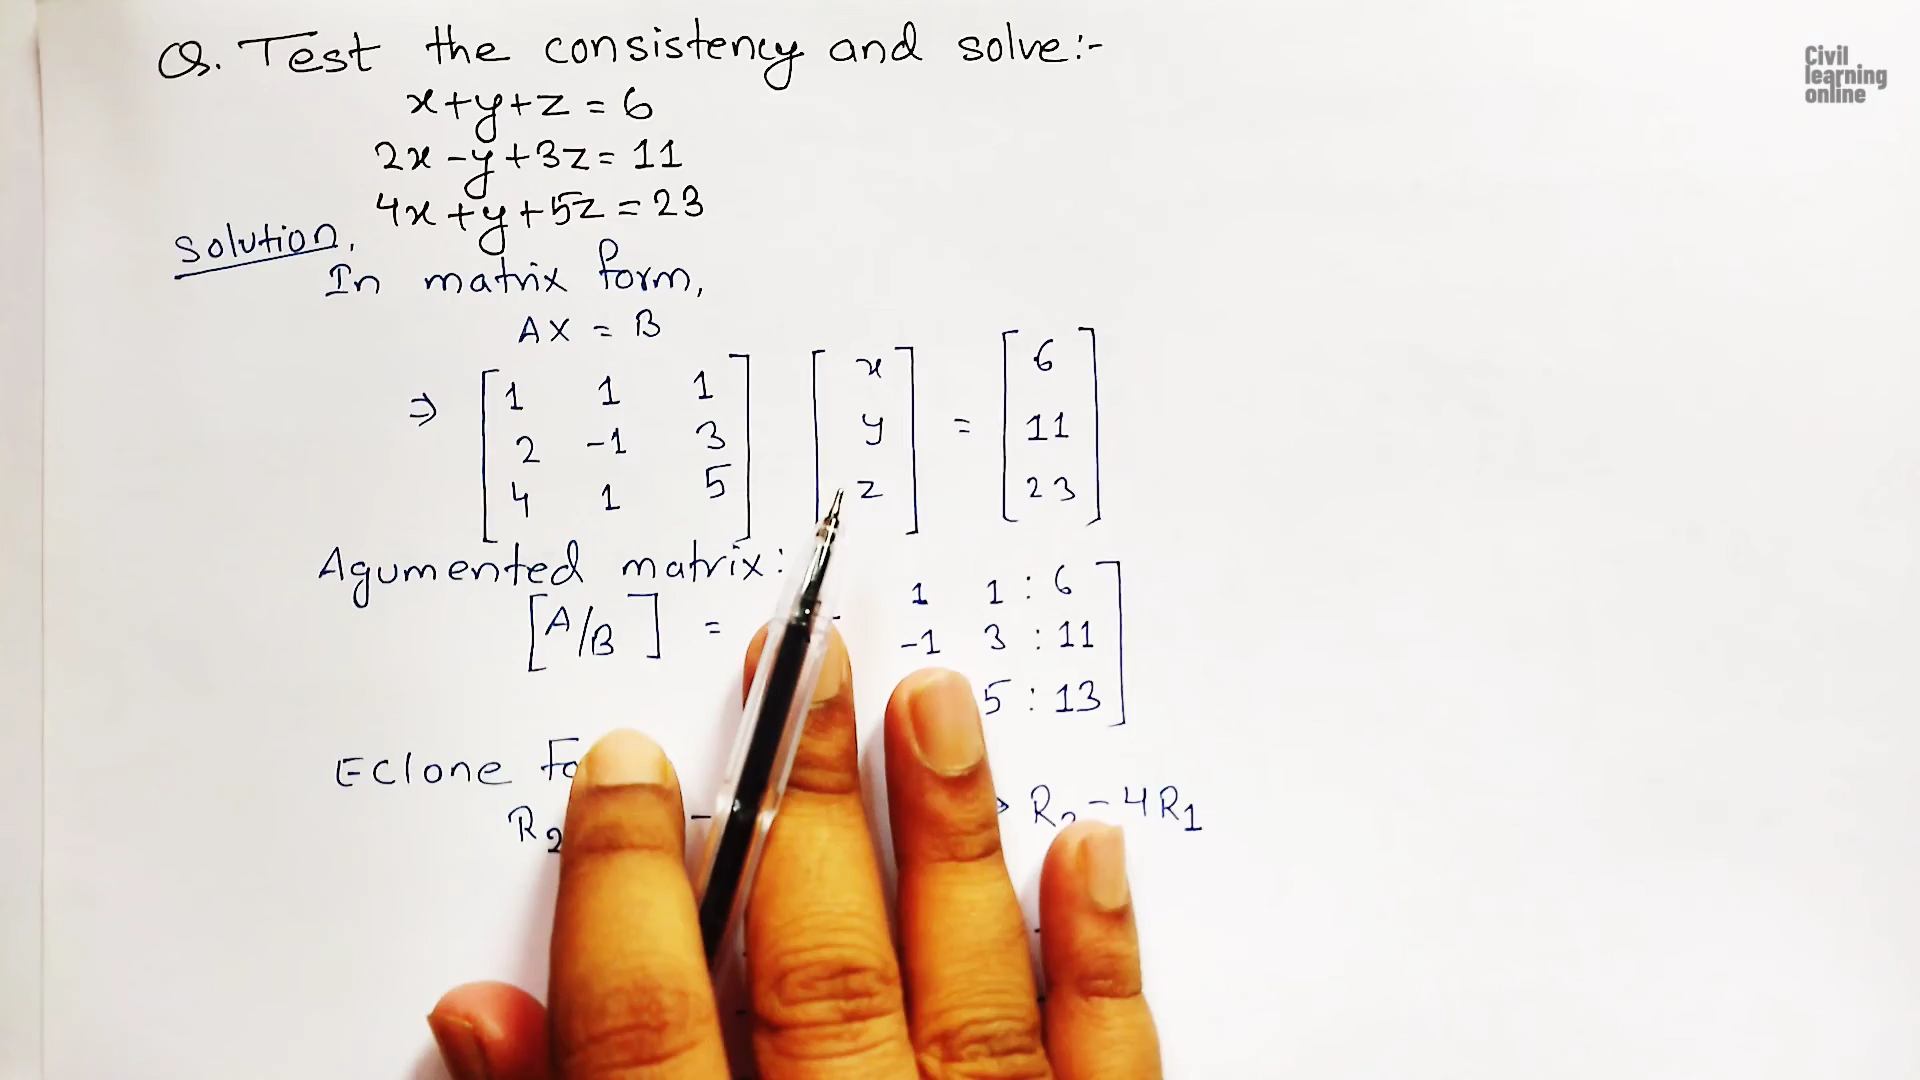 Q. Test the consistency and solve:-
x+y+z = 6
2x-y+3z = 11
4x+y+5z = 23
Solution,
In matrix form,
AX = B
⇒ [1 1 1] [x] = [6]
[2 -1 3] [y] [11]
[4 1 5] [z] [23]
Agumented matrix:
[A/B] = 1 1 : 6
-1 3 : 11
5 : 13
Eclone
R2 - R3 - 4R1
Civil
learning
online